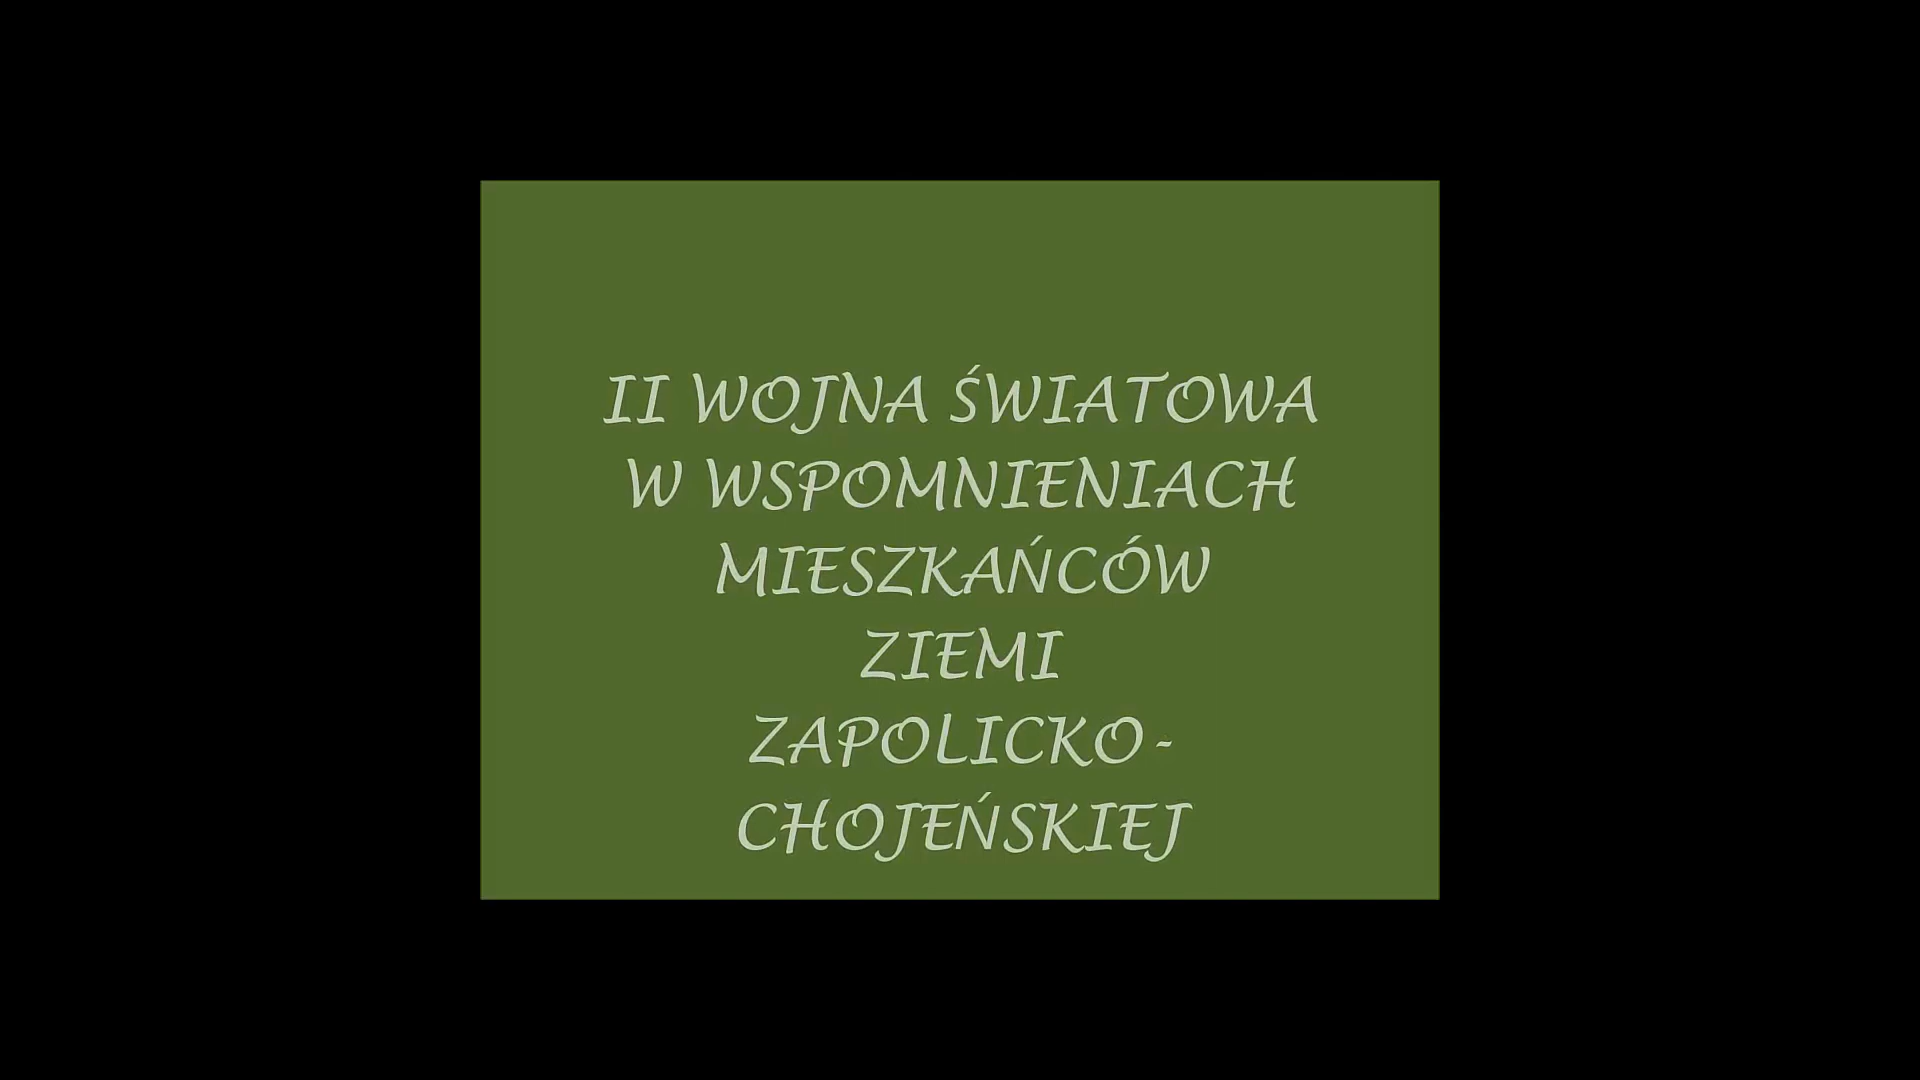 II WOJNA ŚWIATOWA
W WSPOMNIENIACH
MIESZKAŃCÓW
ZIEMI
ZAPOLICKO-
CHOJEŃSKIEJ